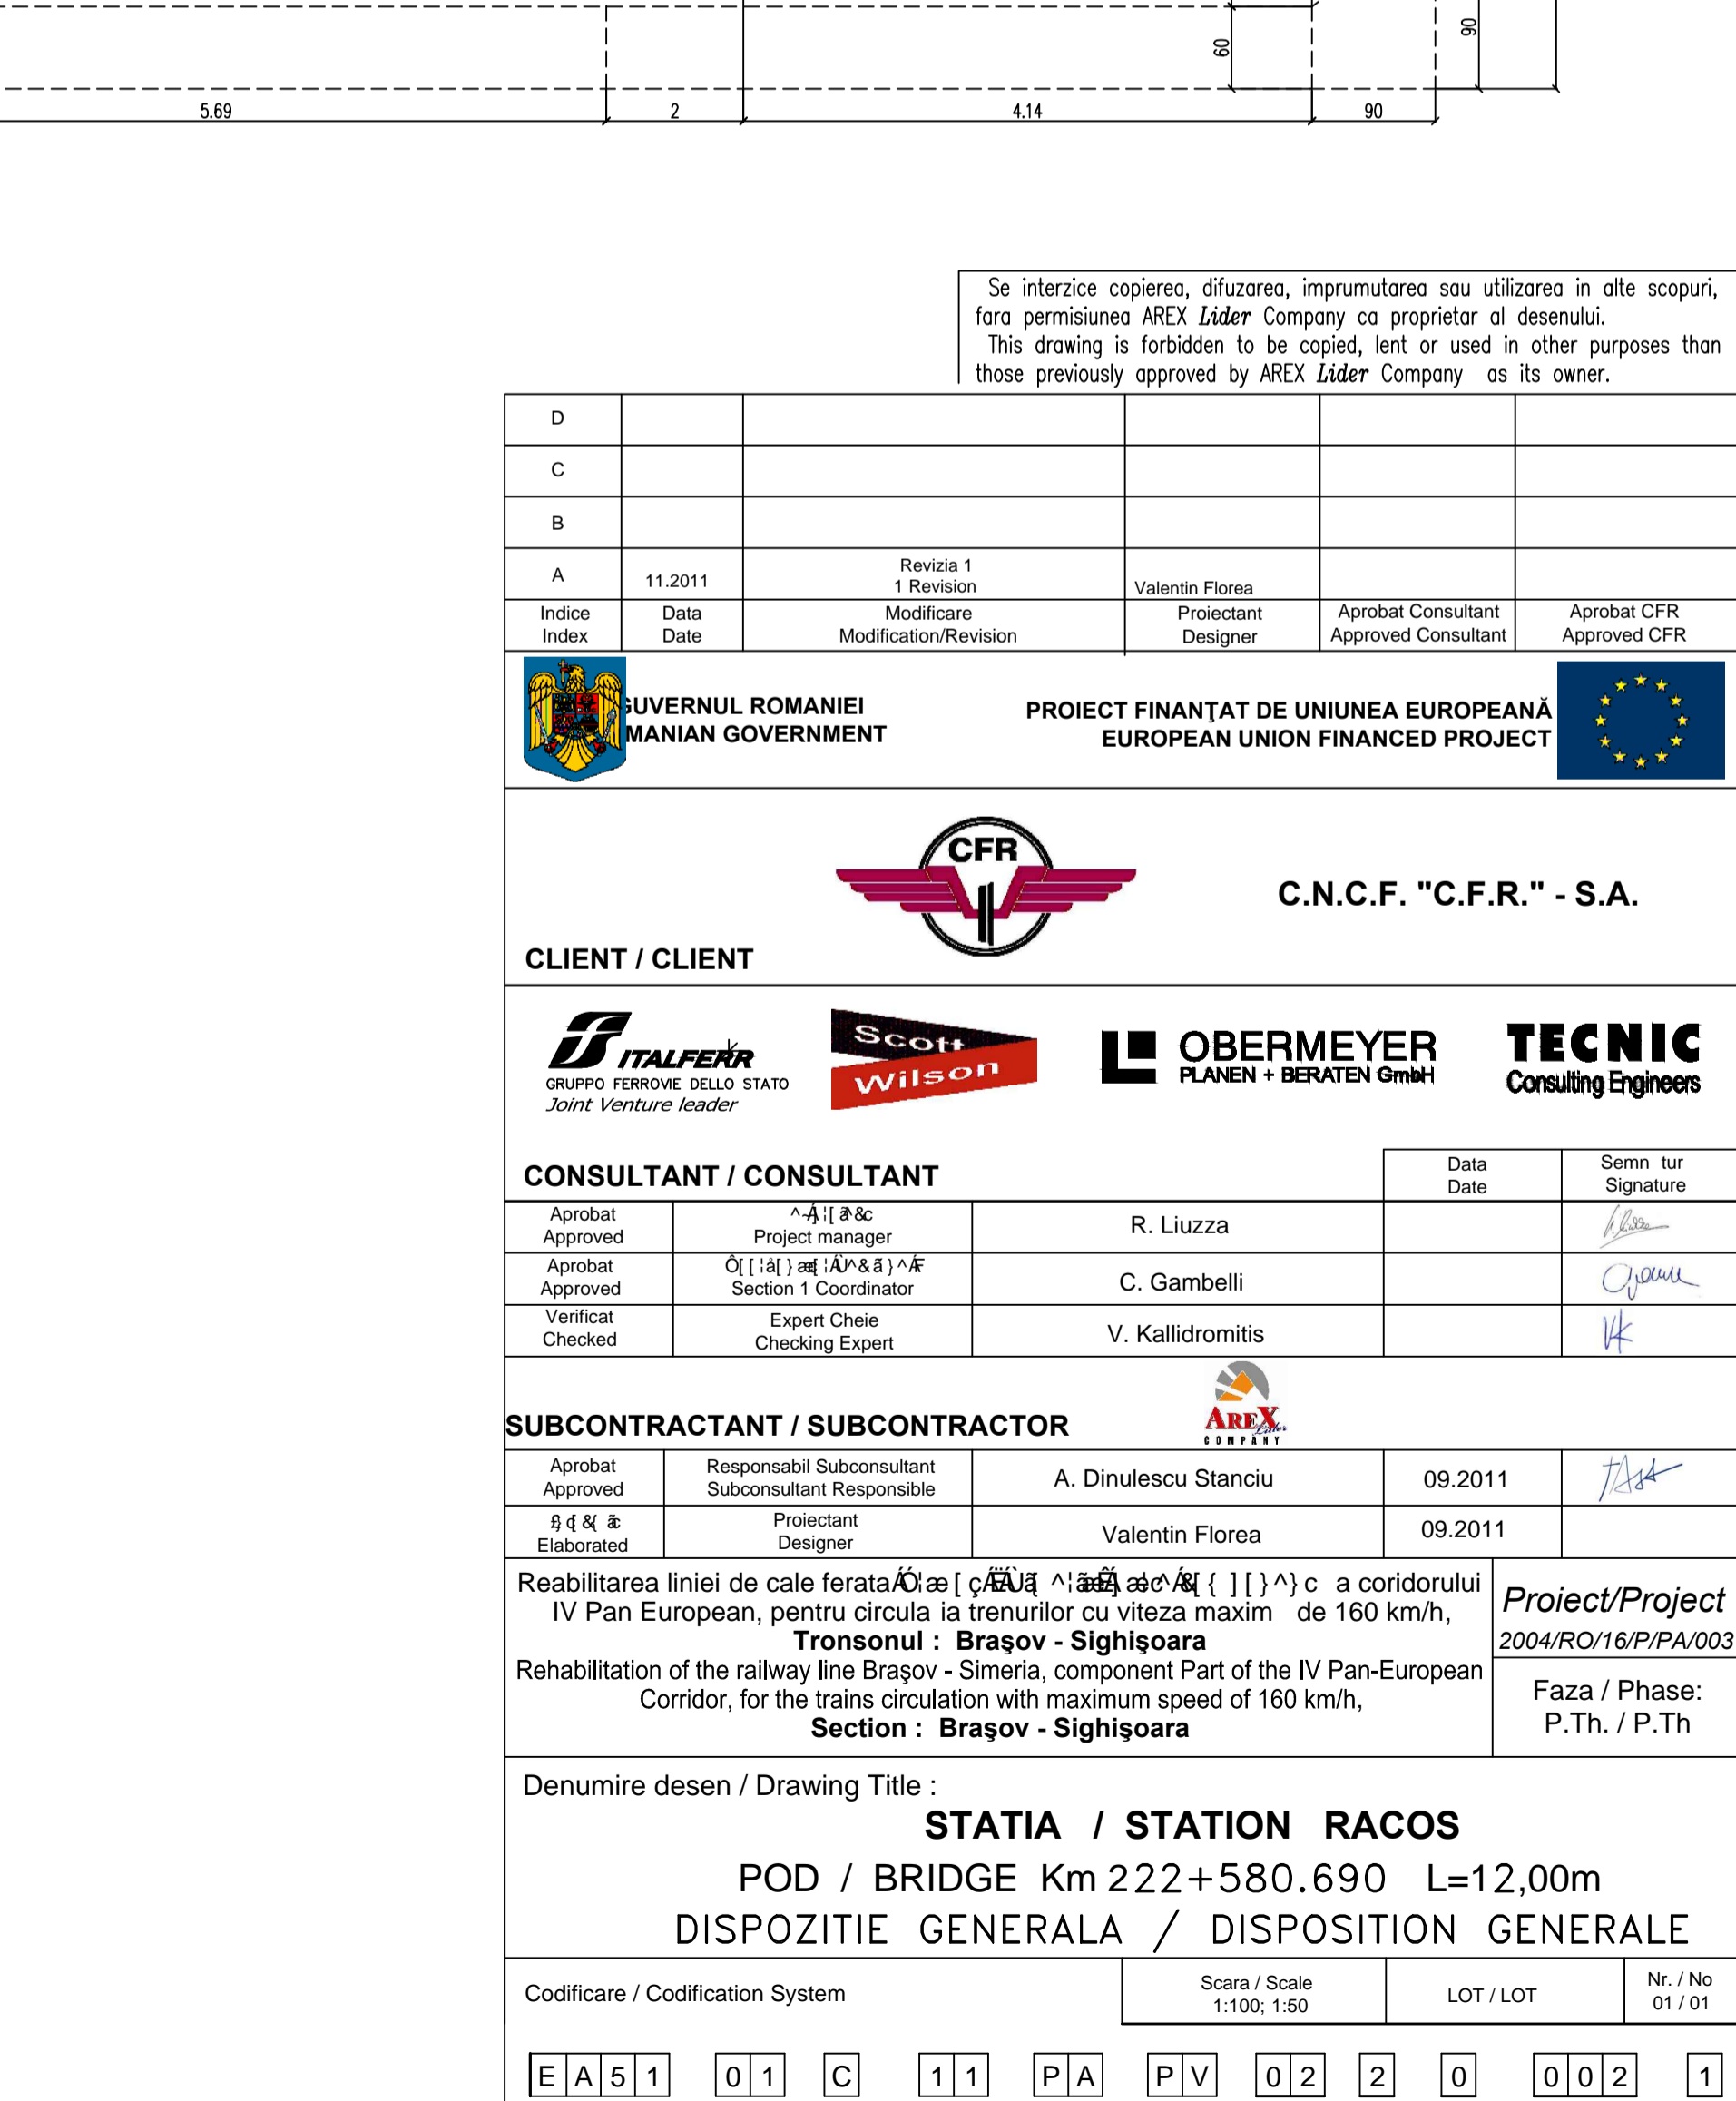 60
90
5.69 2 4.14 90
Se interzice copierea, difuzarea, imprumutarea sau utilizarea in alte scopuri,
fara permisiunea AREX Lider Company ca proprietar al desenului.
This drawing is forbidden to be copied, lent or used in other purposes than
those previously approved by AREX Lider Company as its owner.
D
C
B
A 11.2011 Revizia 1 Valentin Florea
1 Revision
Indice Data Modificare Proiectant Aprobat Consultant Aprobat CFR
Index Date Modification/Revision Designer Approved Consultant Approved CFR
GUVERNUL ROMANIEI
MANIAN GOVERNMENT
PROIECT FINANŢAT DE UNIUNEA EUROPEANĂ
EUROPEAN UNION FINANCED PROJECT
CFR
C.N.C.F. "C.F.R." - S.A.
CLIENT / CLIENT
ITALFERR
GRUPPO FERROVIE DELLO STATO
Joint Venture leader
Scott
Wilson
OBERMEYER
PLANEN + BERATEN GmbH
TECNIC
Consulting Engineers
CONSULTANT / CONSULTANT
Data Semn tur
Date Signature
Aprobat
Approved Project manager R. Liuzza
Aprobat
Approved Section 1 Coordinator C. Gambelli
Verificat Expert Cheie
Checked Checking Expert V. Kallidromitis VK
SUBCONTRACTANT / SUBCONTRACTOR
AREX
Lider
COMPANY
Aprobat Responsabil Subconsultant
Approved Subconsultant Responsible A. Dinulescu Stanciu 09.2011
Proiectant
Elaborated Designer Valentin Florea 09.2011
Reabilitarea liniei de cale ferata a coridorului
IV Pan European, pentru circula ia trenurilor cu viteza maxim de 160 km/h,
Tronsonul : Braşov - Sighişoara
Rehabilitation of the railway line Braşov - Simeria, component Part of the IV Pan-European
Corridor, for the trains circulation with maximum speed of 160 km/h,
Section : Braşov - Sighişoara
Proiect/Project
2004/RO/16/P/PA/003
Faza / Phase:
P.Th. / P.Th
Denumire desen / Drawing Title :
STATIA / STATION RACOS
POD / BRIDGE Km 222+580.690 L=12,00m
DISPOZITIE GENERALA / DISPOSITION GENERALE
Codificare / Codification System
Scara / Scale
1:100; 1:50
LOT / LOT
Nr. / No
01 / 01
E A 5 1 0 1 C 1 1 P A P V 0 2 2 0 0 0 2 1